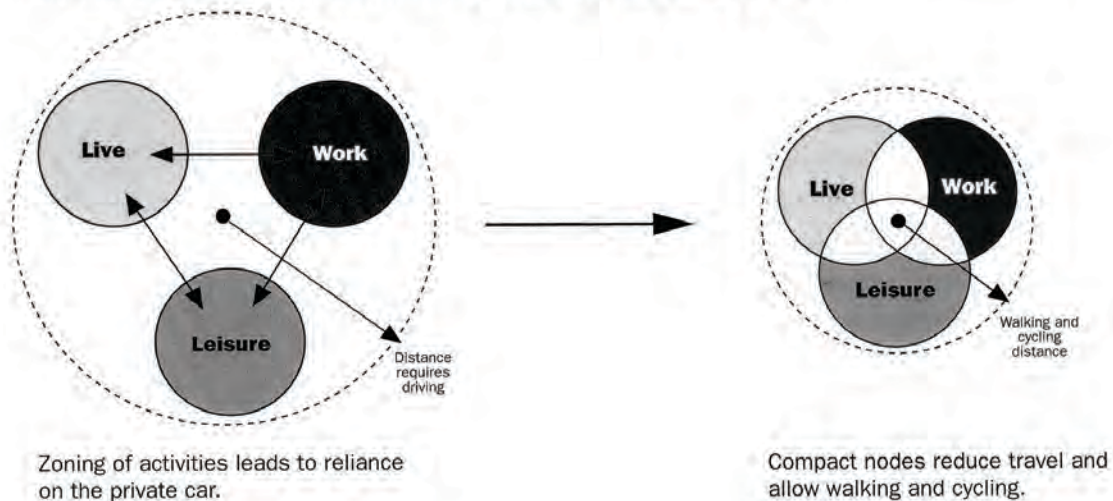 Live
Work
Leisure
Distance
requires
driving
Zoning of activities leads to reliance
on the private car.
Live
Work
Leisure
Walking and
cycling
distance
Compact nodes reduce travel and
allow walking and cycling.